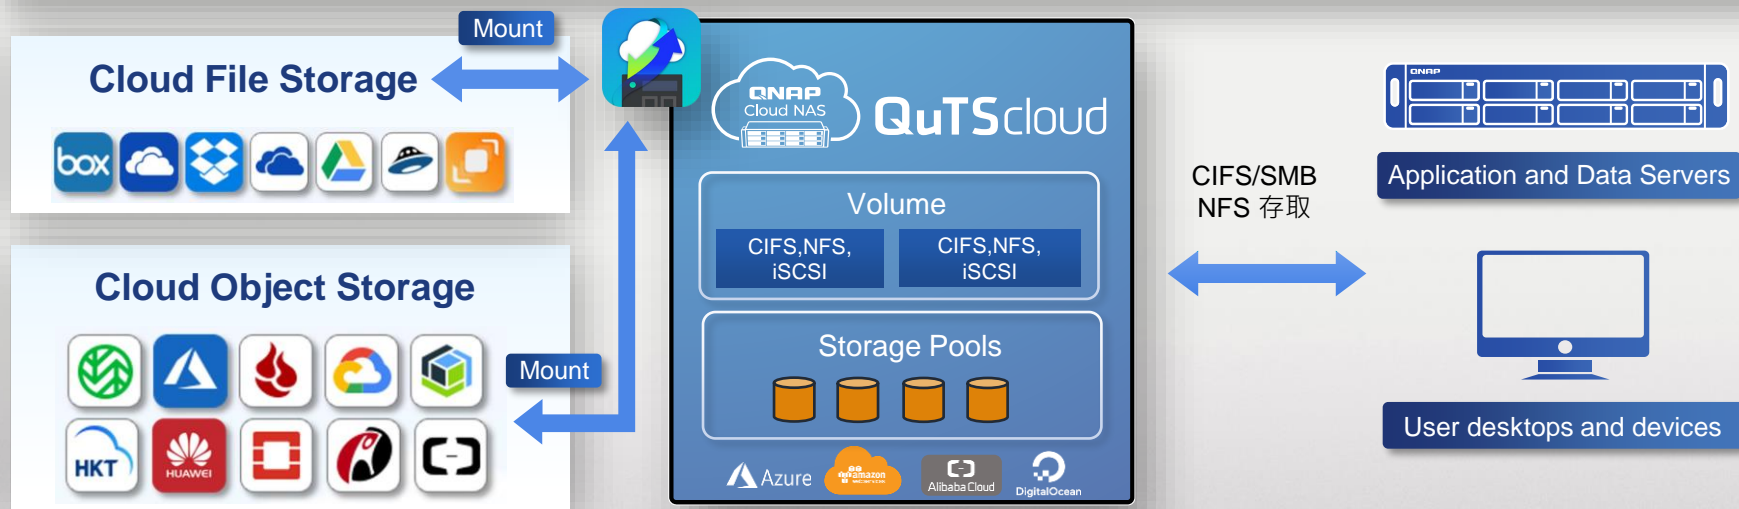 Mount
Cloud File Storage
box
Cloud Object Storage
Mount
HKT
HUAWEI
QNAP
Cloud NAS
QuTScloud
Volume
CIFS,NFS,
iSCSI
CIFS,NFS,
iSCSI
Storage Pools
Azure
amazon
Alibaba Cloud
DigitalOcean
CIFS/SMB
NFS 存取
QNAP
Application and Data Servers
User desktops and devices